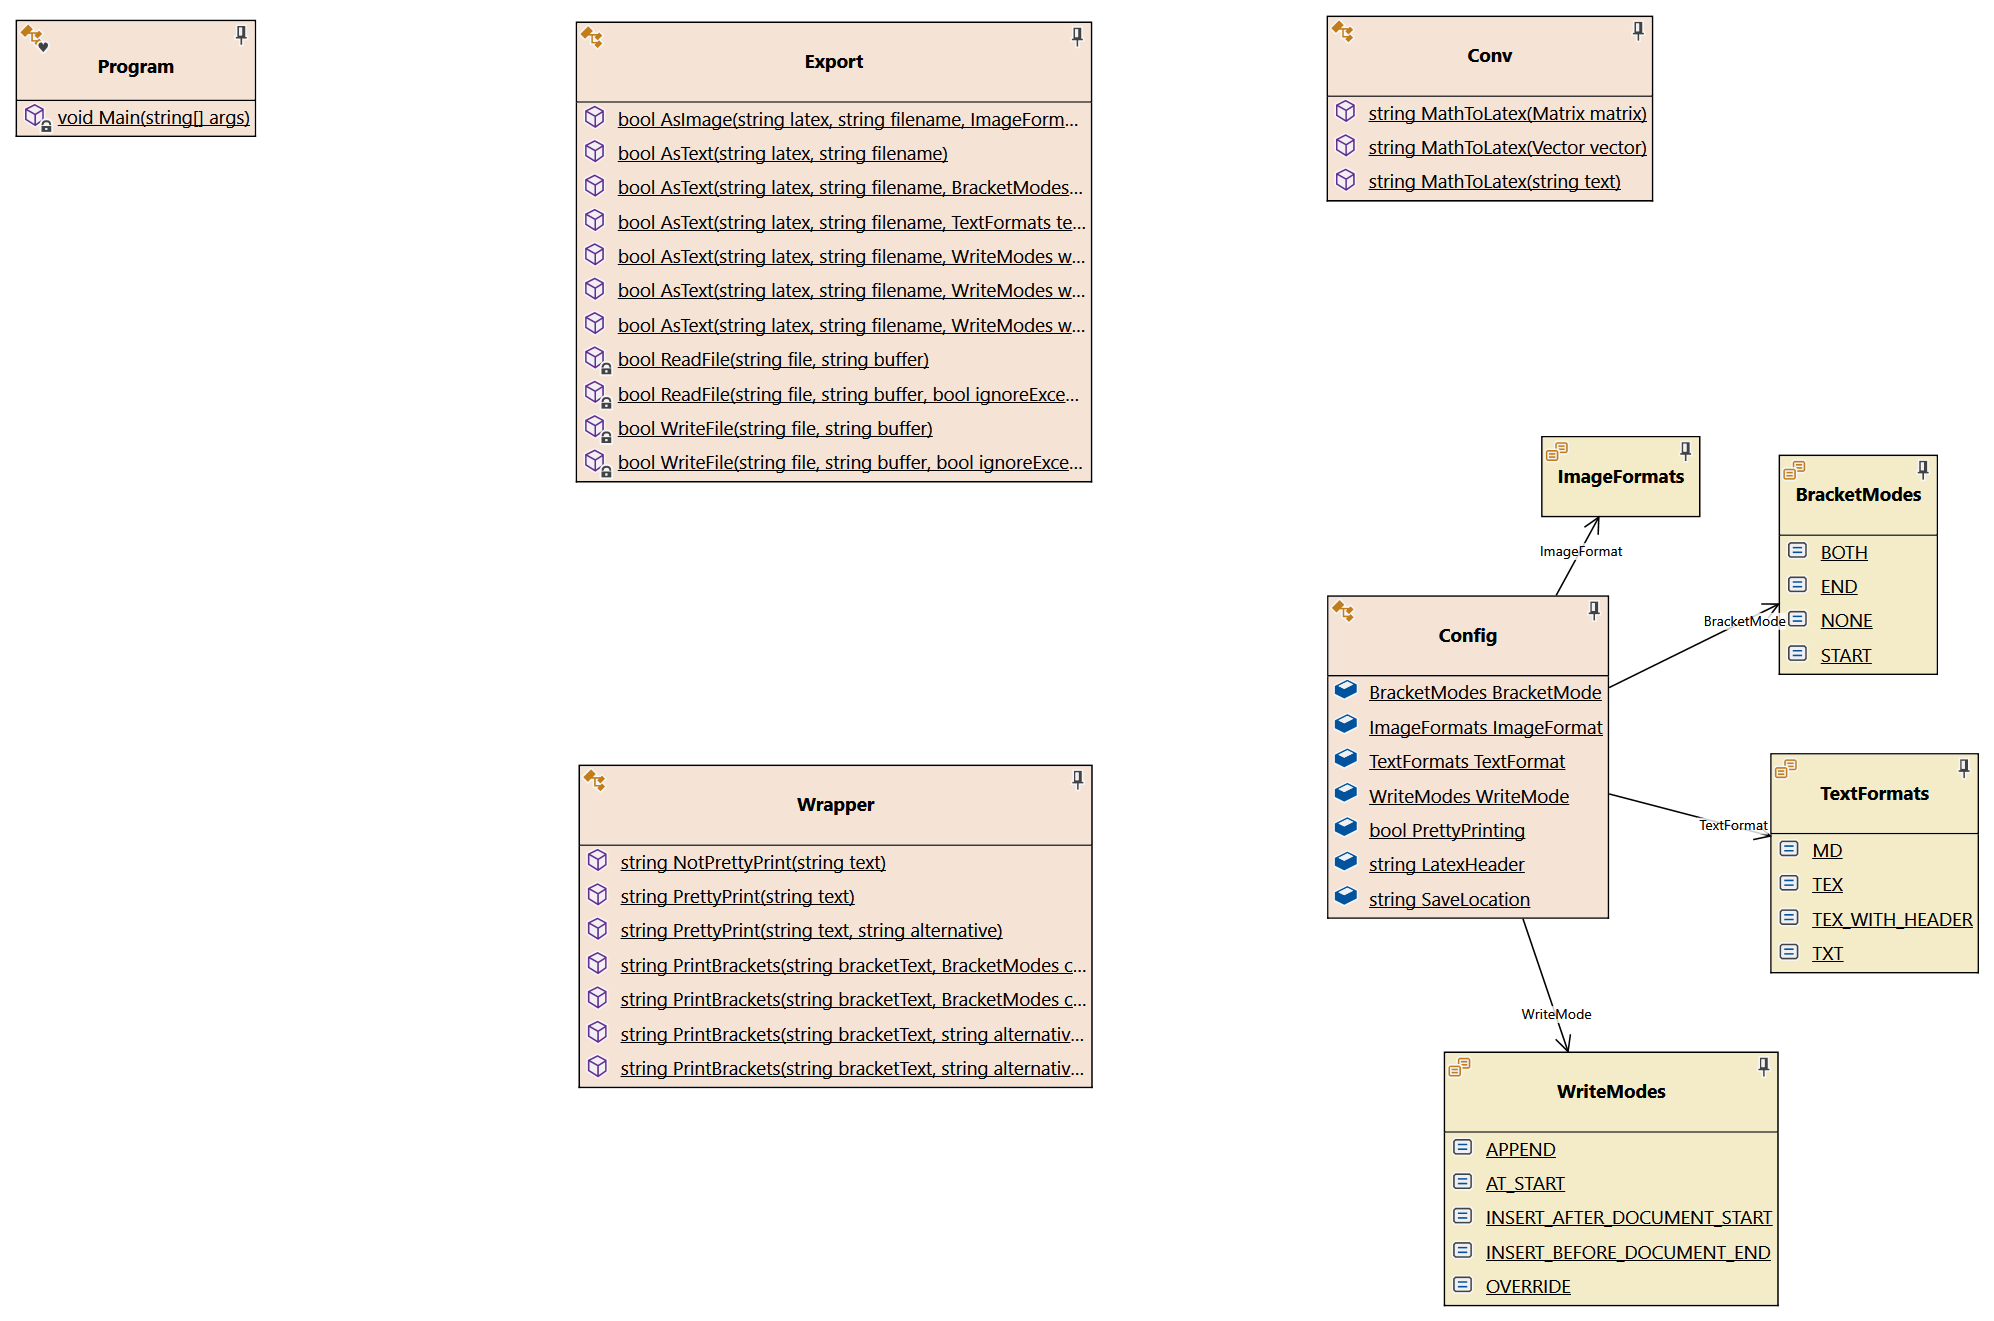 Program
void Main(string[] args)
Export
bool AsImage(string latex, string filename, ImageForm...
bool AsText(string latex, string filename)
bool AsText(string latex, string filename, BracketModes...
bool AsText(string latex, string filename, TextFormats te...
bool AsText(string latex, string filename, WriteModes w...
bool AsText(string latex, string filename, WriteModes w...
bool AsText(string latex, string filename, WriteModes w...
bool ReadFile(string file, string buffer)
bool ReadFile(string file, string buffer, bool ignoreExce...
bool WriteFile(string file, string buffer)
bool WriteFile(string file, string buffer, bool ignoreExce...
Conv
string MathToLatex(Matrix matrix)
string MathToLatex(Vector vector)
string MathToLatex(string text)
Wrapper
string NotPrettyPrint(string text)
string PrettyPrint(string text)
string PrettyPrint(string text, string alternative)
string PrintBrackets(string bracketText, BracketModes c...
string PrintBrackets(string bracketText, BracketModes c...
string PrintBrackets(string bracketText, string alternativ...
string PrintBrackets(string bracketText, string alternativ...
ImageFormats
ImageFormat
Config
BracketModes BracketMode
ImageFormats ImageFormat
TextFormats TextFormat
WriteModes WriteMode
bool PrettyPrinting
string LatexHeader
string SaveLocation
BracketMode
BracketModes
BOTH
END
NONE
START
TextFormat
TextFormats
MD
TEX
TEX_WITH_HEADER
TXT
WriteMode
WriteModes
APPEND
AT_START
INSERT_AFTER_DOCUMENT_START
INSERT_BEFORE_DOCUMENT_END
OVERRIDE